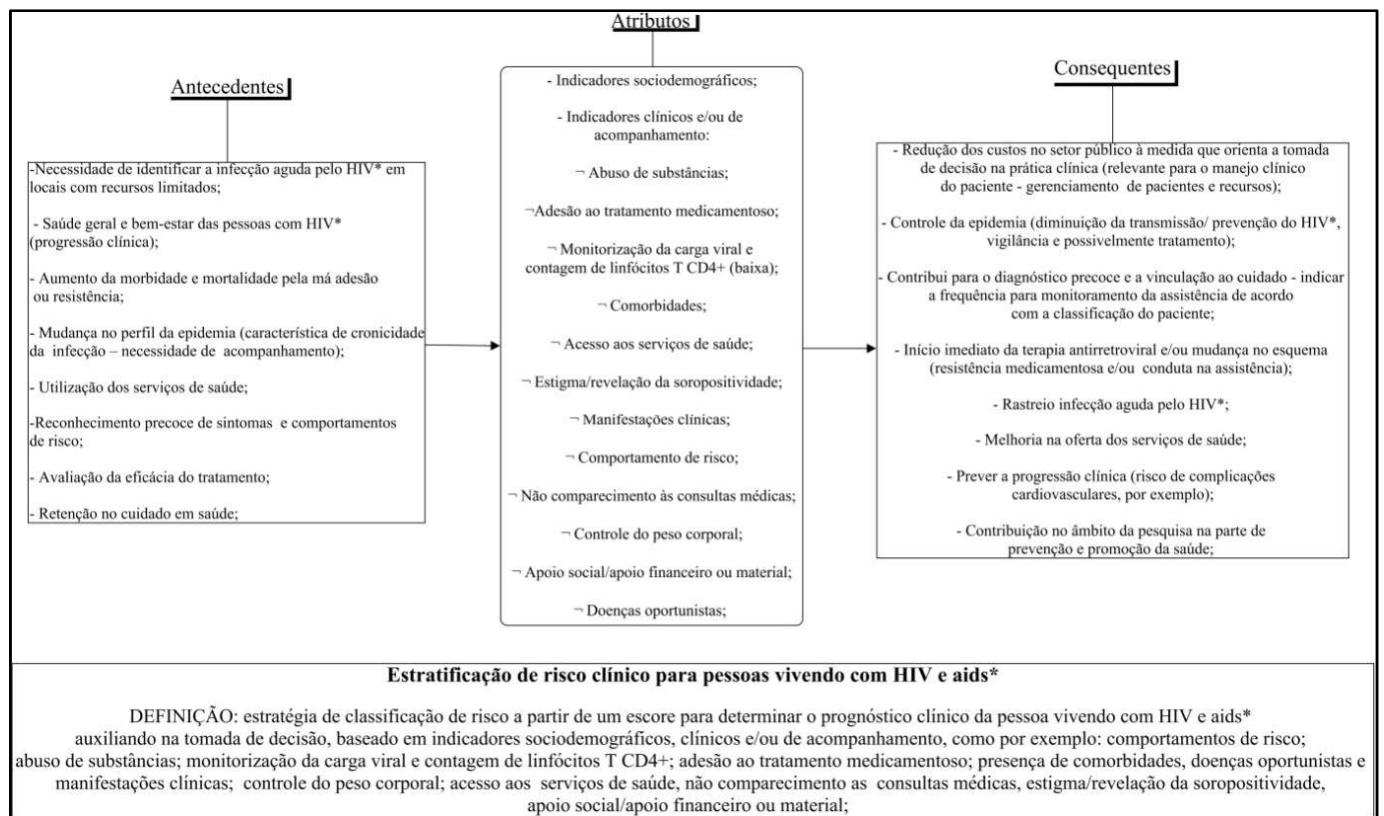 Atributos
Antecedentes
Consequentes
-Necessidade de identificar a infecção aguda pelo HIV* em
locais com recursos limitados;
- Saúde geral e bem-estar das pessoas com HIV*
(progressão clínica);
- Aumento da morbidade e mortalidade pela má adesão
ou resistência;
- Mudança no perfil da epidemia (característica de cronicidade
da infecção – necessidade de acompanhamento);
- Utilização dos serviços de saúde;
-Reconhecimento precoce de sintomas e comportamentos
de risco;
- Avaliação da eficácia do tratamento;
- Retenção no cuidado em saúde;
- Indicadores sociodemográficos;
- Indicadores clínicos e/ou de
acompanhamento:
¬ Abuso de substâncias;
¬Adesão ao tratamento medicamentoso;
¬ Monitorização da carga viral e
contagem de linfócitos T CD4+ (baixa);
¬ Comorbidades;
¬ Acesso aos serviços de saúde;
¬ Estigma/revelação da soropositividade;
¬ Manifestações clínicas;
¬ Comportamento de risco;
¬ Não comparecimento às consultas médicas;
¬ Controle do peso corporal;
¬ Apoio social/apoio financeiro ou material;
¬ Doenças oportunistas;
- Redução dos custos no setor público à medida que orienta a tomada
de decisão na prática clínica (relevante para o manejo clínico
do paciente - gerenciamento de pacientes e recursos);
- Controle da epidemia (diminuição da transmissão/ prevenção do HIV*,
vigilância e possivelmente tratamento);
- Contribui para o diagnóstico precoce e a vinculação ao cuidado - indicar
a frequência para monitoramento da assistência de acordo
com a classificação do paciente;
- Início imediato da terapia antirretroviral e/ou mudança no esquema
(resistência medicamentosa e/ou conduta na assistência);
- Rastreio infecção aguda pelo HIV*;
- Melhoria na oferta dos serviços de saúde;
- Prever a progressão clínica (risco de complicações
cardiovasculares, por exemplo);
- Contribuição no âmbito da pesquisa na parte de
prevenção e promoção da saúde;
Estratificação de risco clínico para pessoas vivendo com HIV e aids*
DEFINIÇÃO: estratégia de classificação de risco a partir de um escore para determinar o prognóstico clínico da pessoa vivendo com HIV e aids*
auxiliando na tomada de decisão, baseado em indicadores sociodemográficos, clínicos e/ou de acompanhamento, como por exemplo: comportamentos de risco;
abuso de substâncias; monitorização da carga viral e contagem de linfócitos T CD4+; adesão ao tratamento medicamentoso; presença de comorbidades, doenças oportunistas e
manifestações clínicas; controle do peso corporal; acesso aos serviços de saúde, não comparecimento as consultas médicas, estigma/revelação da soropositividade,
apoio social/apoio financeiro ou material;